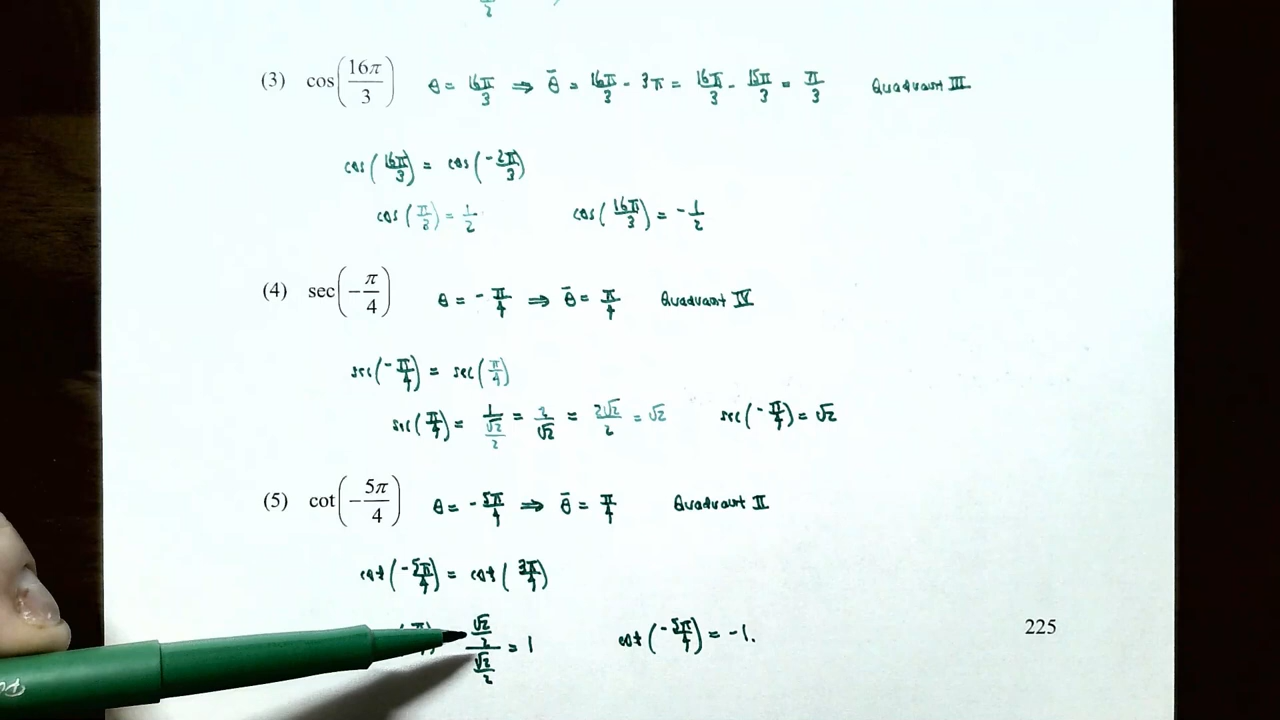 (3) cos(16π/3) θ = 16π/3 ⇒ θ̄ = 16π/3 - 3π = 16π/3 - 15π/3 = π/3 Quadrant III
cos(16π/3) = cos(-2π/3)
cos(π/3) = 1/2 cos(16π/3) = -1/2
(4) sec(-π/4) θ = -π/4 ⇒ θ̄ = π/4 Quadrant IV
sec(-π/4) = sec(π/4)
sec(π/4) = 1/(√2/2) = 2/√2 = 2√2/2 = √2 sec(-π/4) = √2
(5) cot(-5π/4) θ = -5π/4 ⇒ θ̄ = π/4 Quadrant II
cot(-5π/4) = cot(3π/4)
(√2/2)/(√2/2) = 1 cot(-5π/4) = -1.
225